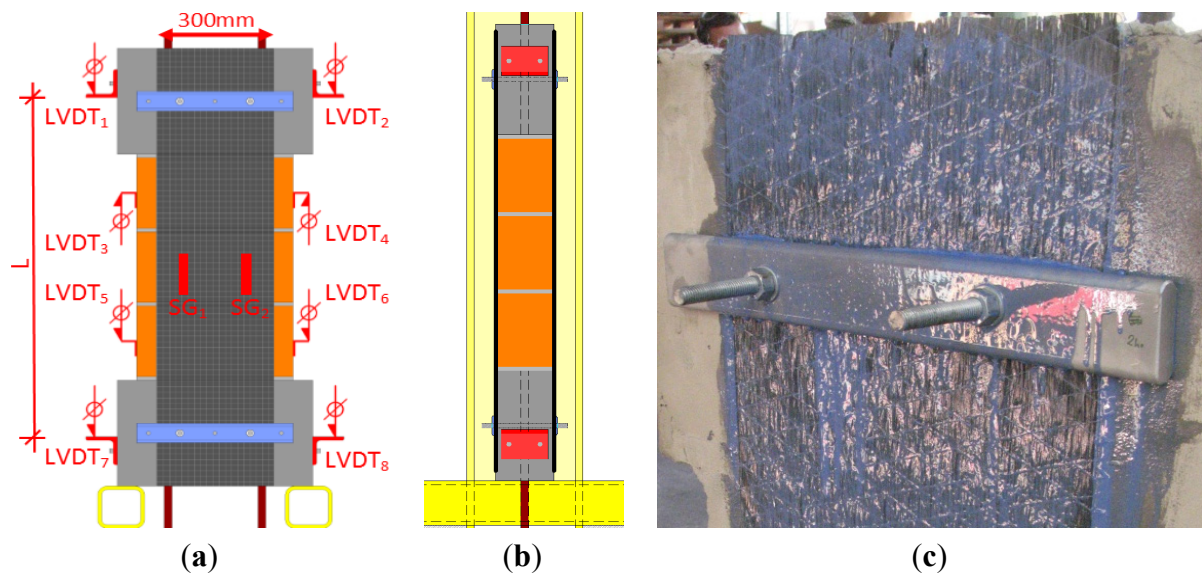 300mm
LVDT1 LVDT2
LVDT3 LVDT4
L
LVDT5 LVDT6
SG1 SG2
LVDT7 LVDT8
(a) (b) (c)